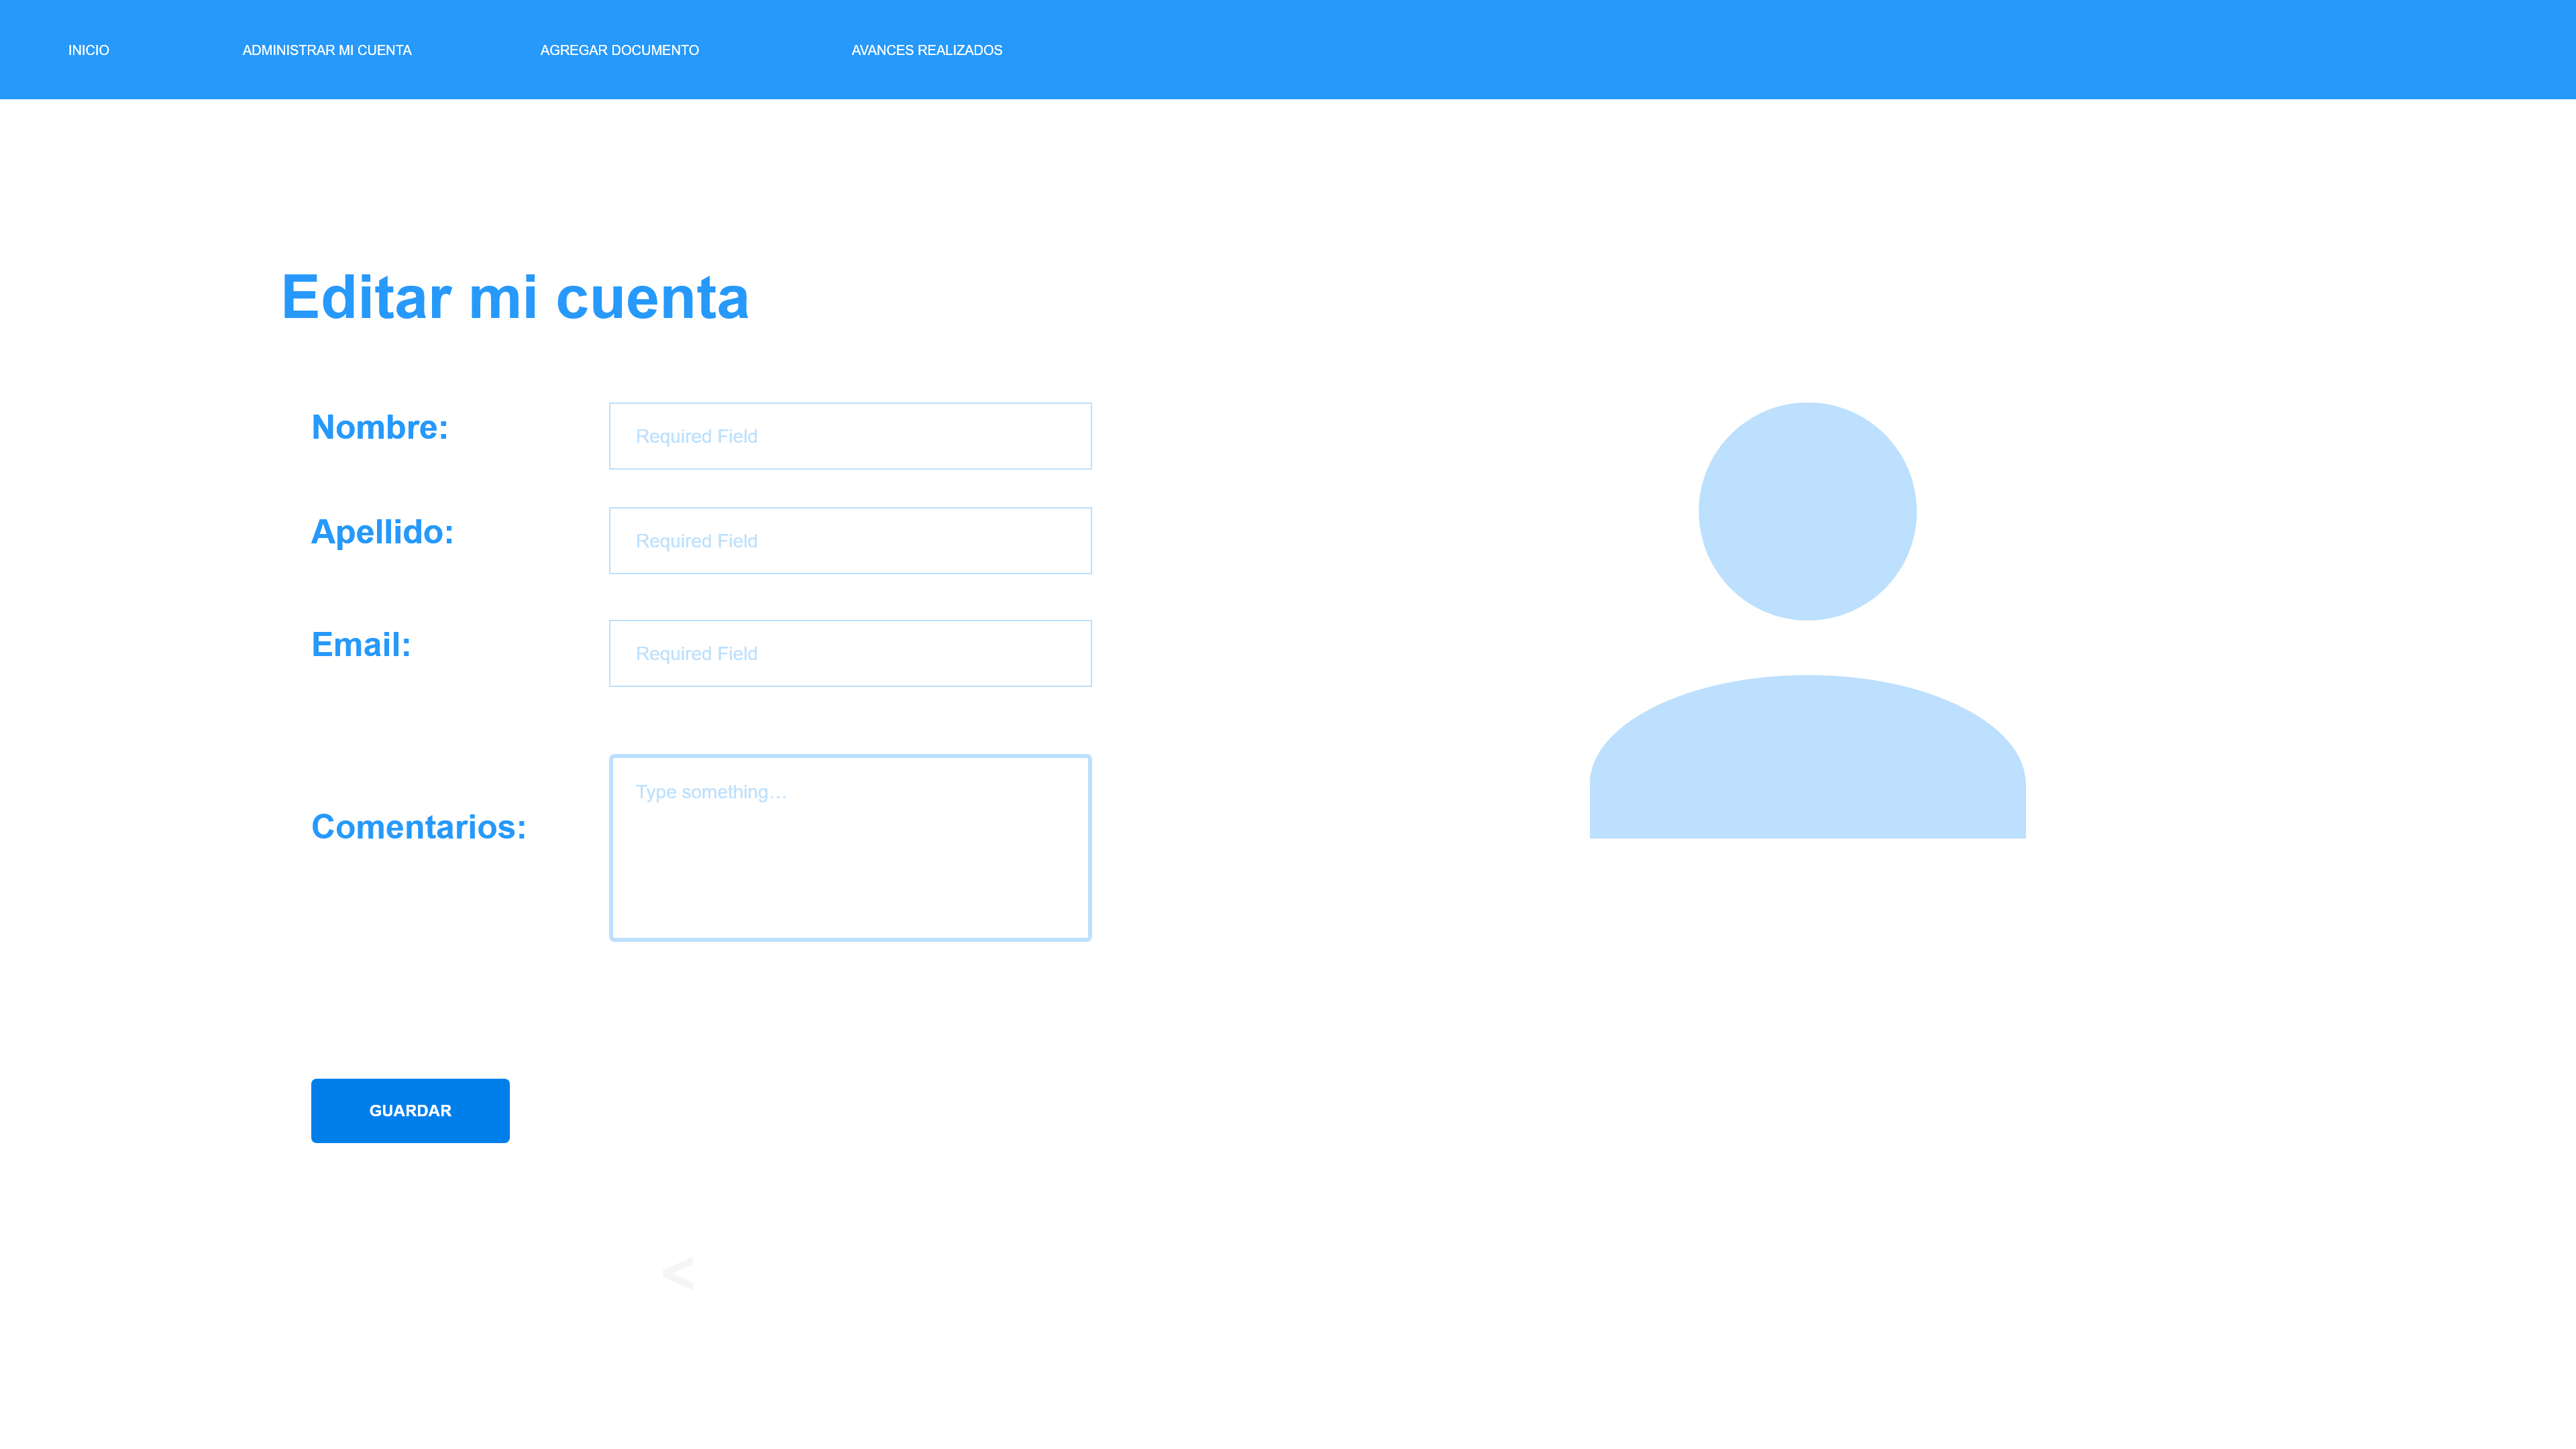 INICIO ADMINISTRAR MI CUENTA AGREGAR DOCUMENTO AVANCES REALIZADOS
Editar mi cuenta
Nombre: Required Field
Apellido: Required Field
Email: Required Field
Type something…
Comentarios:
GUARDAR
<